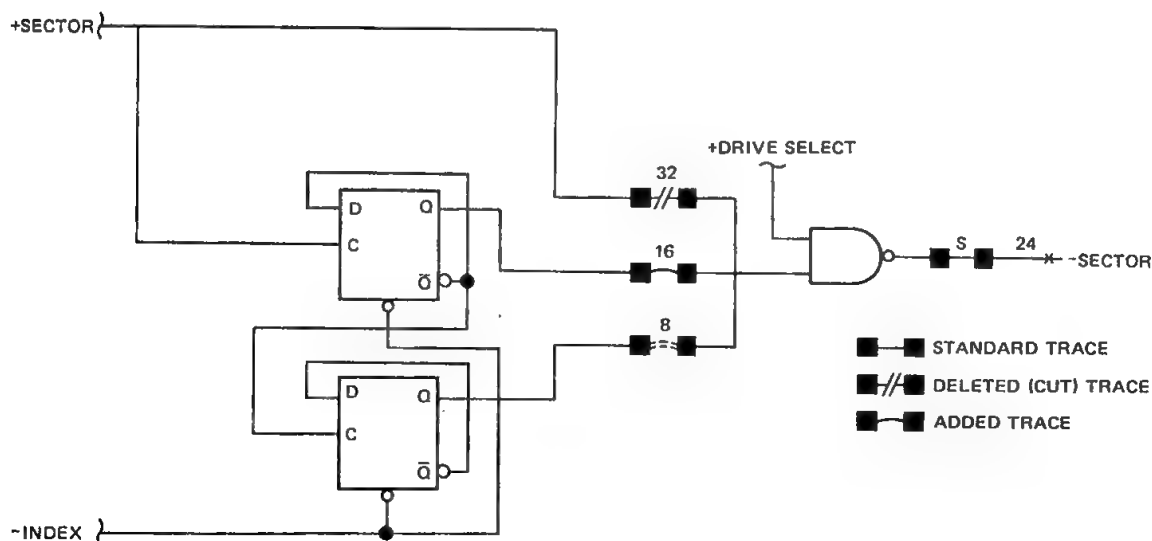 +SECTOR
+DRIVE SELECT
32
D
Q
C
Q̅
16
S
24
~SECTOR
8
STANDARD TRACE
DELETED (CUT) TRACE
ADDED TRACE
D
Q
C
Q̅
~INDEX